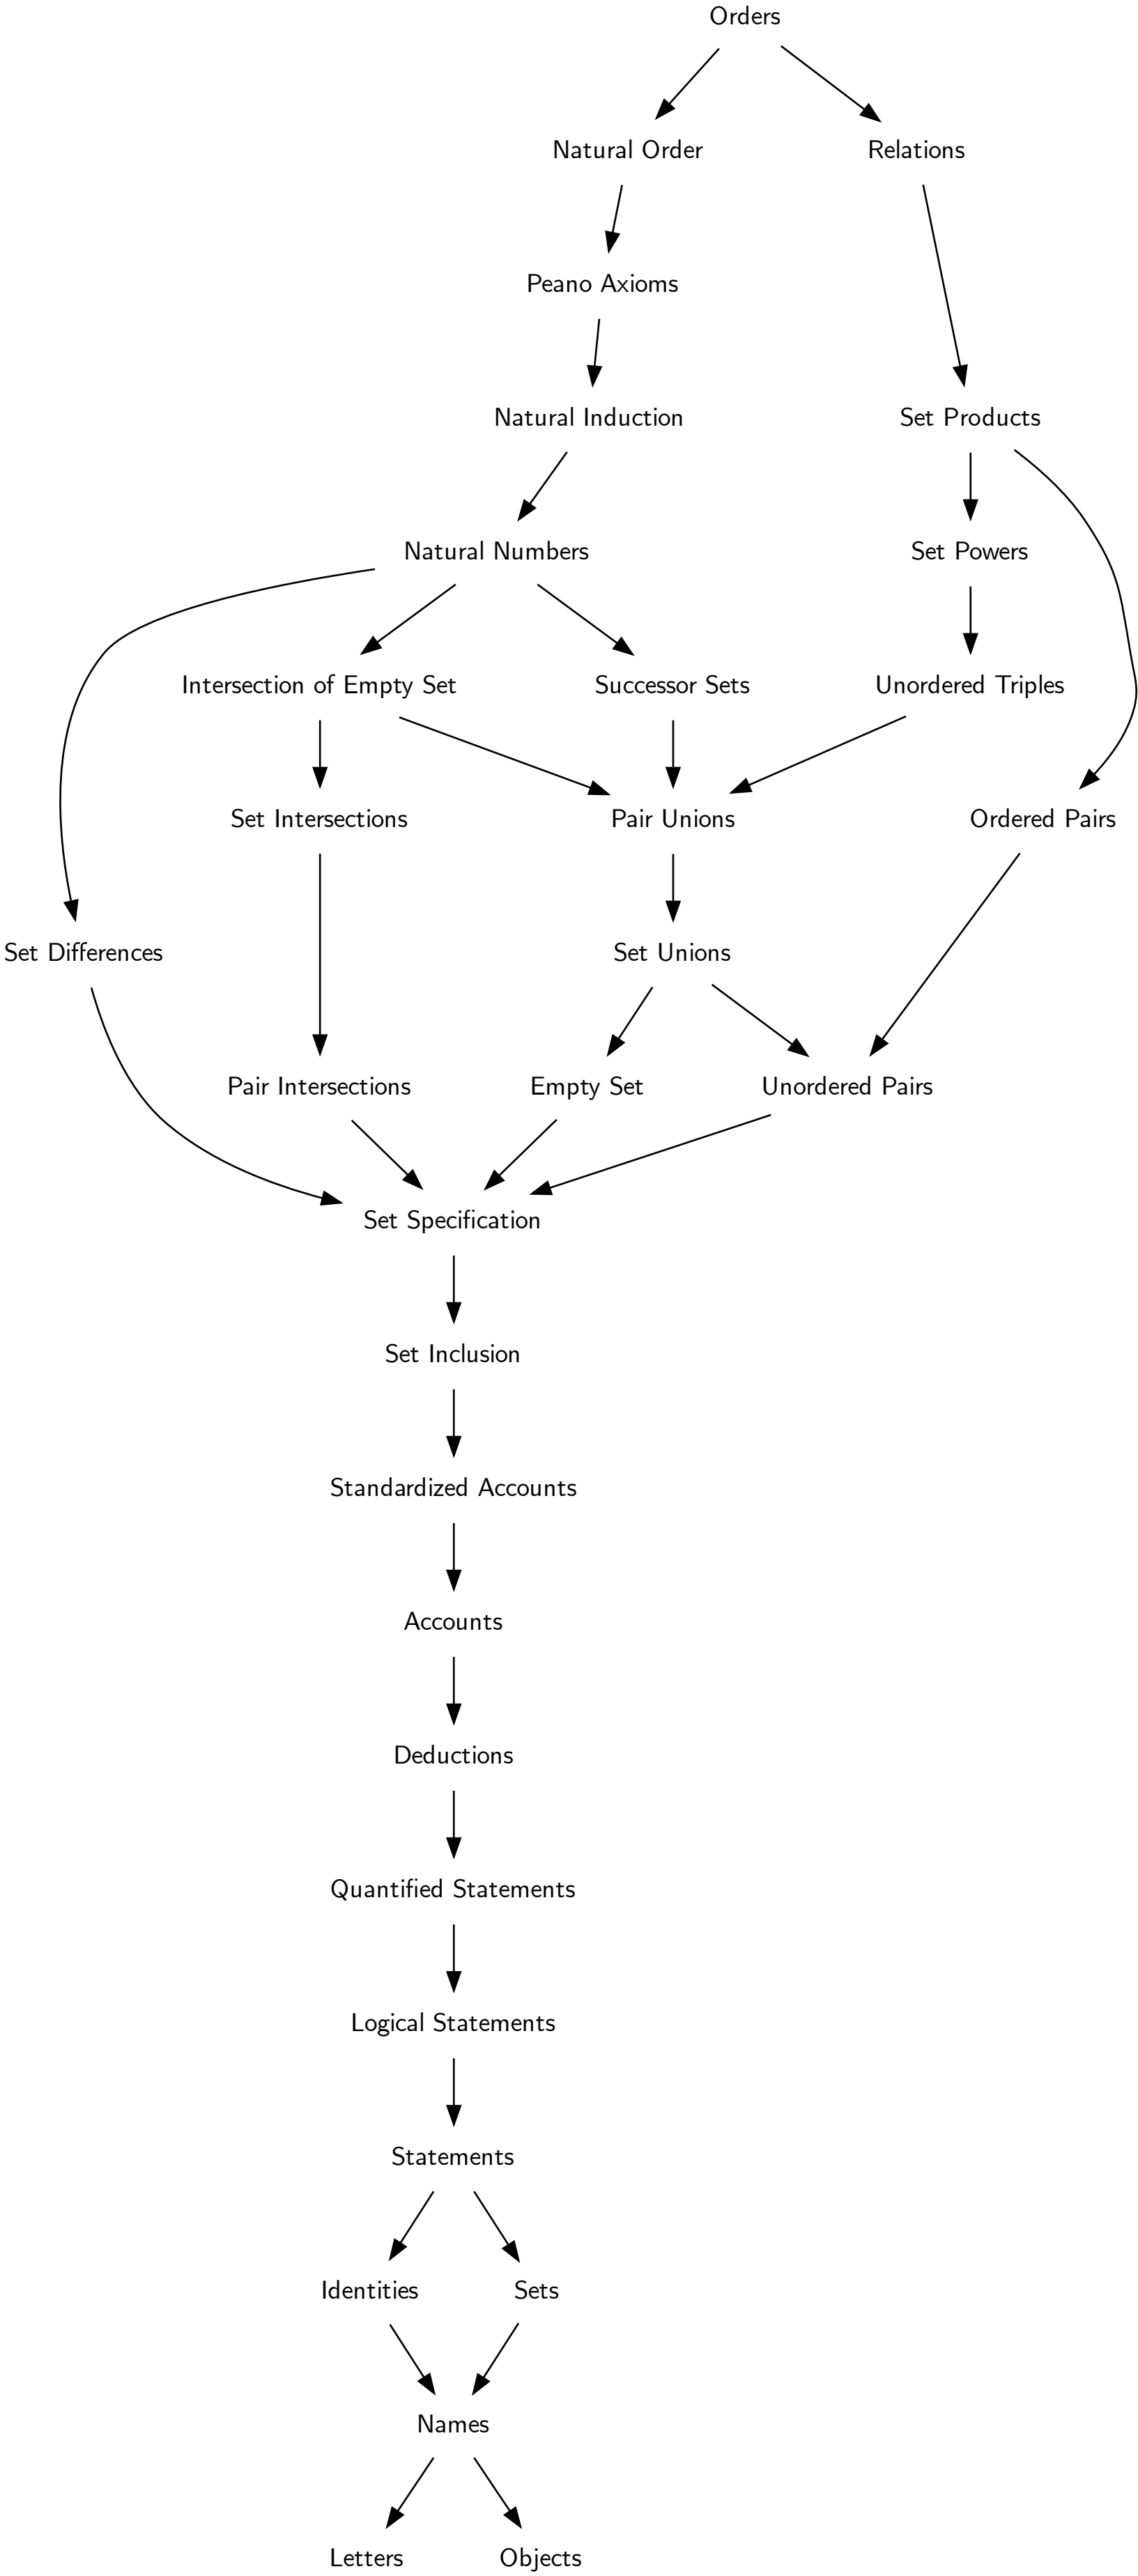 Orders
Natural Order
Relations
Peano Axioms
Natural Induction
Set Products
Natural Numbers
Set Powers
Intersection of Empty Set
Successor Sets
Unordered Triples
Set Intersections
Pair Unions
Ordered Pairs
Set Differences
Set Unions
Pair Intersections
Empty Set
Unordered Pairs
Set Specification
Set Inclusion
Standardized Accounts
Accounts
Deductions
Quantified Statements
Logical Statements
Statements
Identities
Sets
Names
Letters
Objects